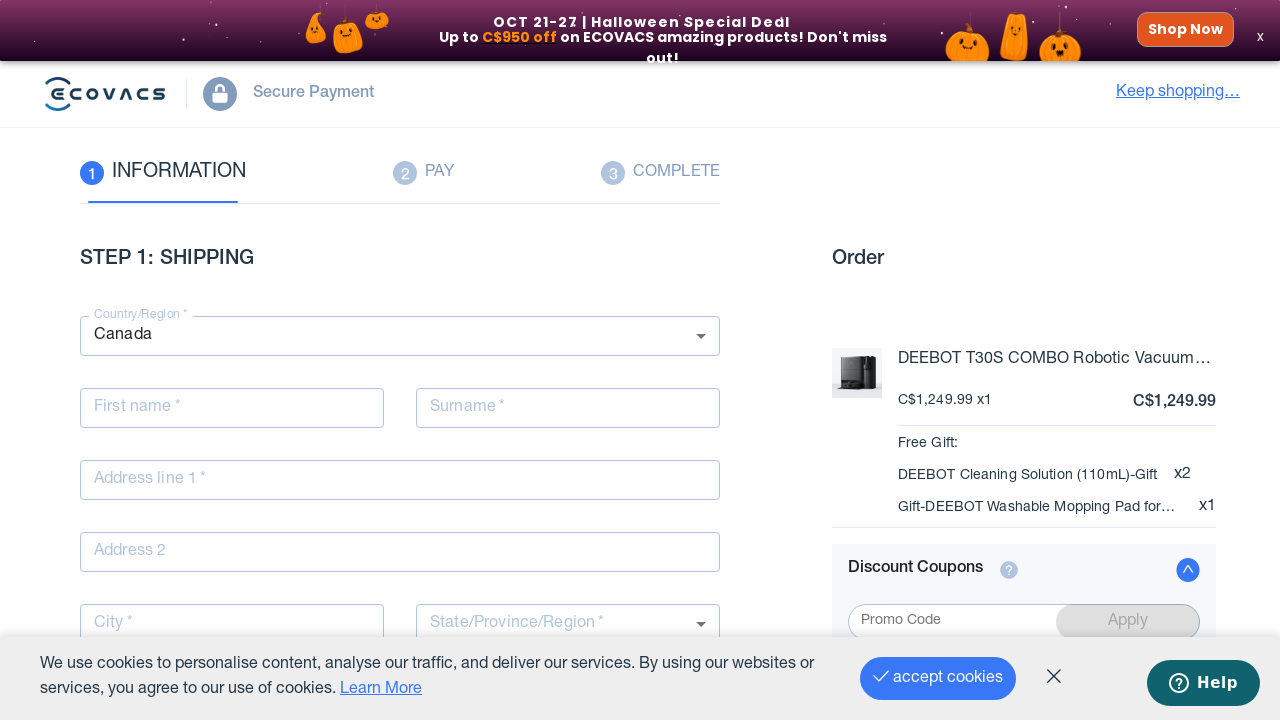 OCT 21-27 | Halloween Special Deal
Up to C$950 off on ECOVACS amazing products! Don't miss
out!
Shop Now
x
ECOVACS
Secure Payment
Keep shopping…
1 INFORMATION
2 PAY
3 COMPLETE
STEP 1: SHIPPING
Order
Country/Region *
Canada
First name *
Surname *
Address line 1 *
Address 2
City *
State/Province/Region *
DEEBOT T30S COMBO Robotic Vacuum…
C$1,249.99 x1
C$1,249.99
Free Gift:
DEEBOT Cleaning Solution (110mL)-Gift
x2
Gift-DEEBOT Washable Mopping Pad for…
x1
Discount Coupons
?
Promo Code
Apply
We use cookies to personalise content, analyse our traffic, and deliver our services. By using our websites or
services, you agree to our use of cookies. Learn More
accept cookies
Help